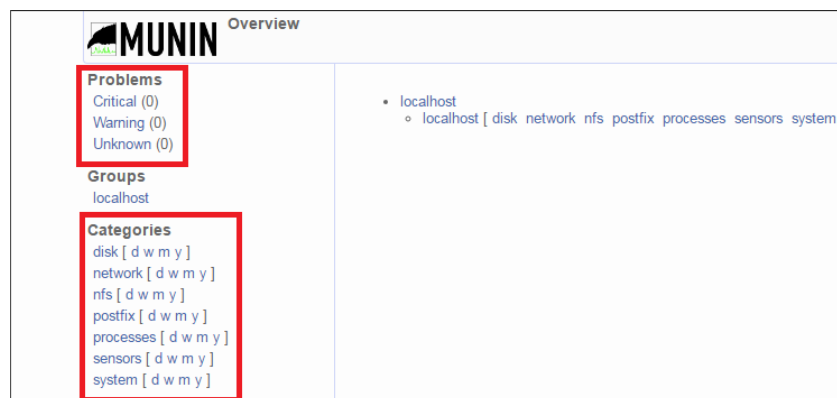 MUNIN Overview
Problems
Critical (0)
Warning (0)
Unknown (0)
Groups
localhost
Categories
disk [ d w m y ]
network [ d w m y ]
nfs [ d w m y ]
postfix [ d w m y ]
processes [ d w m y ]
sensors [ d w m y ]
system [ d w m y ]
localhost
localhost [ disk network nfs postfix processes sensors system